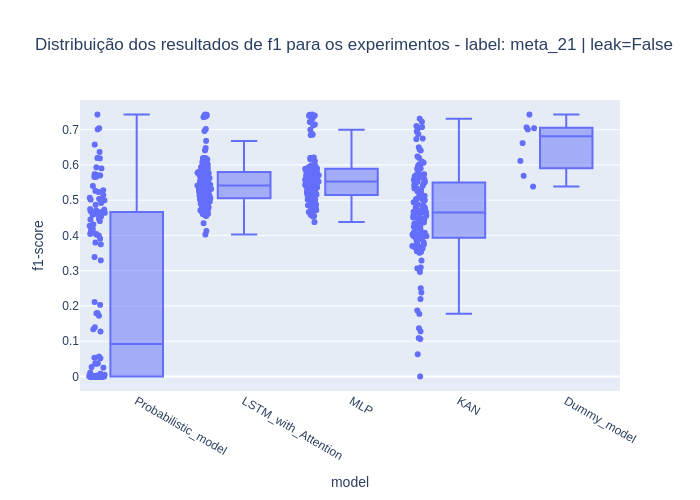 Distribuição dos resultados de f1 para os experimentos - label: meta_21 | leak=False
0.7
0.6
0.5
0.4
0.3
0.2
0.1
0
f1-score
Probabilistic_model
LSTM_with_Attention
MLP
KAN
Dummy_model
model